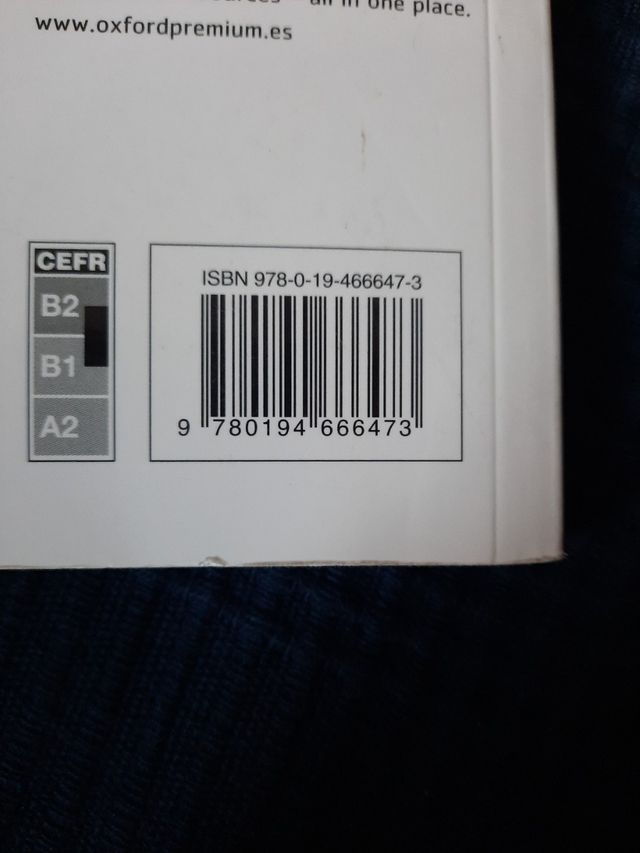 all in one place.
www.oxfordpremium.es
CEFR
B2
B1
A2
ISBN 978-0-19-466647-3
9 780194 666473